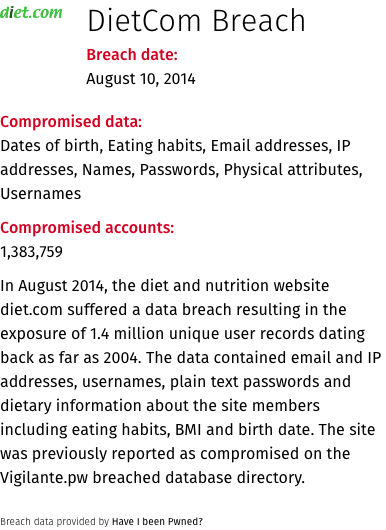 diet.com
DietCom Breach
Breach date:
August 10, 2014
Compromised data:
Dates of birth, Eating habits, Email addresses, IP
addresses, Names, Passwords, Physical attributes,
Usernames
Compromised accounts:
1,383,759
In August 2014, the diet and nutrition website
diet.com suffered a data breach resulting in the
exposure of 1.4 million unique user records dating
back as far as 2004. The data contained email and IP
addresses, usernames, plain text passwords and
dietary information about the site members
including eating habits, BMI and birth date. The site
was previously reported as compromised on the
Vigilante.pw breached database directory.
Breach data provided by Have I been Pwned?